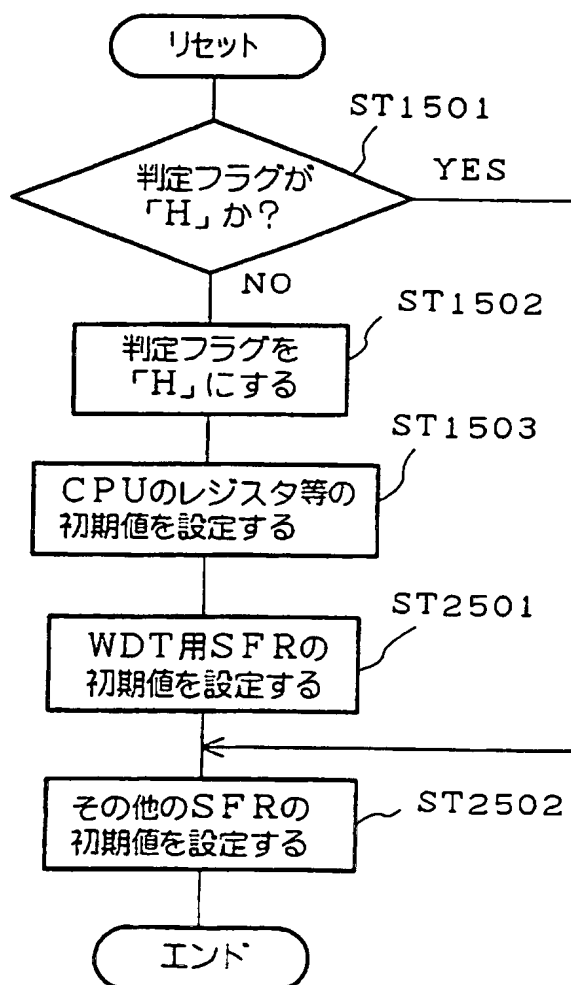 リセット
ST1501
判定フラグが
「H」か?
YES
NO
ST1502
判定フラグを
「H」にする
ST1503
CPUのレジスタ等の
初期値を設定する
ST2501
WDT用SFRの
初期値を設定する
その他のSFRの
初期値を設定する
ST2502
エンド